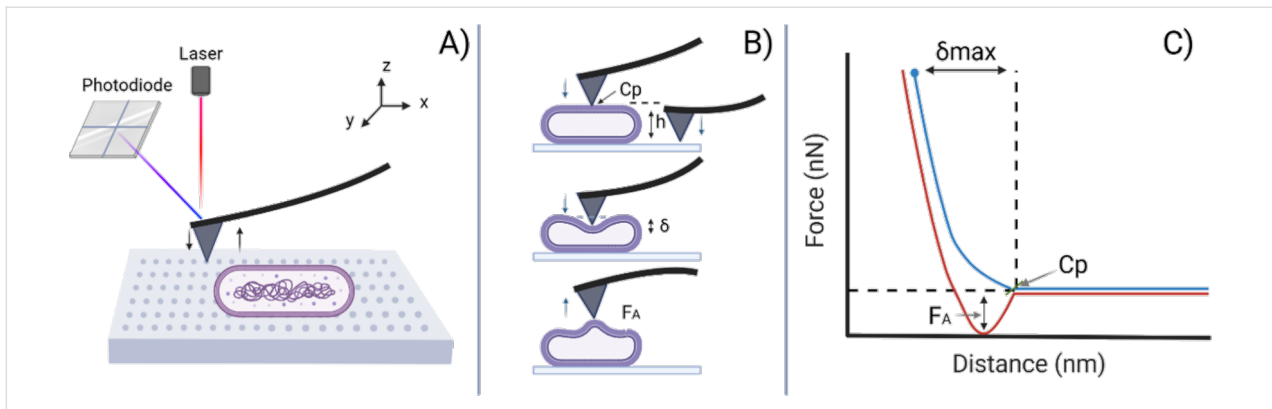 A)
Laser
Photodiode
z
x
y
B)
Cp
h
δ
FA
C)
δmax
Force (nN)
Cp
FA
Distance (nm)